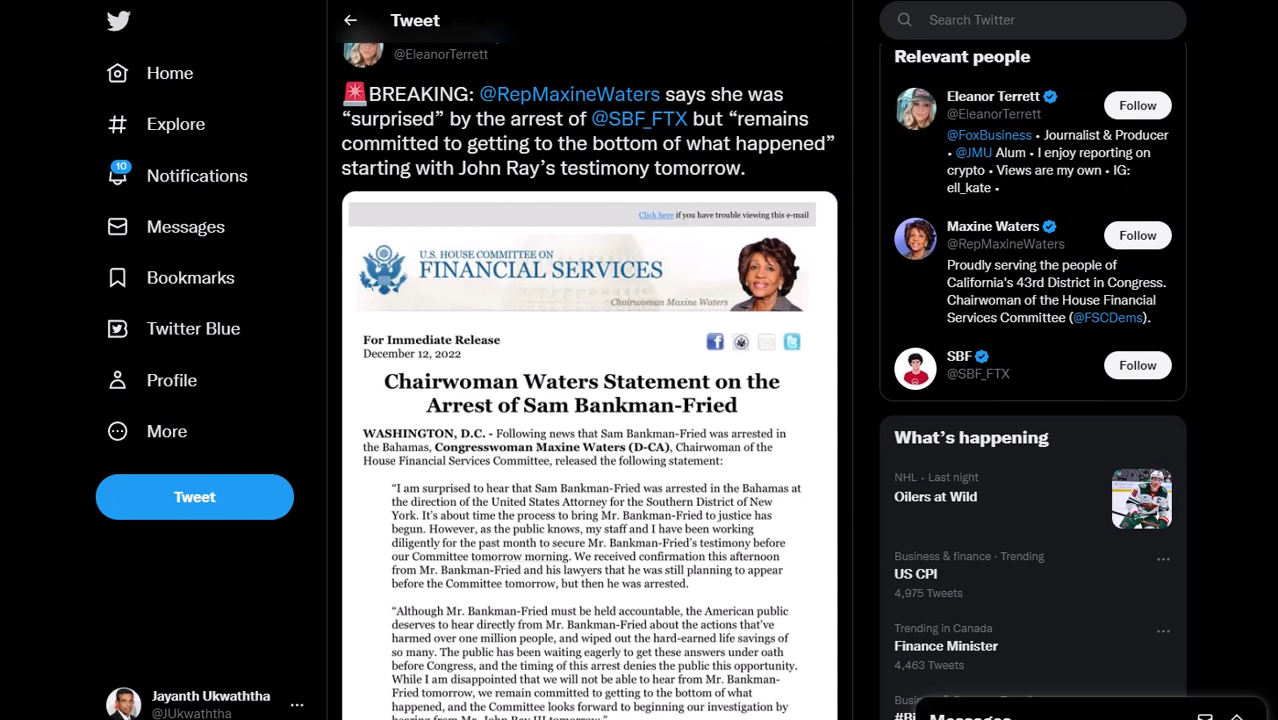 Home
Explore
10
Notifications
Messages
Bookmarks
Twitter Blue
Profile
More
Tweet
Jayanth Ukwaththa
@JUkwaththa
Tweet
@EleanorTerrett
BREAKING: @RepMaxineWaters says she was
“surprised” by the arrest of @SBF_FTX but “remains
committed to getting to the bottom of what happened”
starting with John Ray’s testimony tomorrow.
Click here if you have trouble viewing this e-mail
U.S. HOUSE COMMITTEE ON
FINANCIAL SERVICES
Chairwoman Maxine Waters
For Immediate Release
December 12, 2022
Chairwoman Waters Statement on the
Arrest of Sam Bankman-Fried
WASHINGTON, D.C. - Following news that Sam Bankman-Fried was arrested in
the Bahamas, Congresswoman Maxine Waters (D-CA), Chairwoman of the
House Financial Services Committee, released the following statement:
“I am surprised to hear that Sam Bankman-Fried was arrested in the Bahamas at
the direction of the United States Attorney for the Southern District of New
York. It’s about time the process to bring Mr. Bankman-Fried to justice has
begun. However, as the public knows, my staff and I have been working
diligently for the past month to secure Mr. Bankman-Fried’s testimony before
our Committee tomorrow morning. We received confirmation this afternoon
from Mr. Bankman-Fried and his lawyers that he was still planning to appear
before the Committee tomorrow, but then he was arrested.
“Although Mr. Bankman-Fried must be held accountable, the American public
deserves to hear directly from Mr. Bankman-Fried about the actions that’ve
harmed over one million people, and wiped out the hard-earned life savings of
so many. The public has been waiting eagerly to get these answers under oath
before Congress, and the timing of this arrest denies the public this opportunity.
While I am disappointed that we will not be able to hear from Mr. Bankman-
Fried tomorrow, we remain committed to getting to the bottom of what
happened, and the Committee looks forward to beginning our investigation by
hearing from Mr. John Ray III tomorrow.”
Search Twitter
Relevant people
Eleanor Terrett
@EleanorTerrett
Follow
@FoxBusiness • Journalist & Producer
• @JMU Alum • I enjoy reporting on
crypto • Views are my own • IG:
ell_kate •
Maxine Waters
@RepMaxineWaters
Follow
Proudly serving the people of
California’s 43rd District in Congress.
Chairwoman of the House Financial
Services Committee (@FSCDems).
SBF
@SBF_FTX
Follow
What’s happening
NHL · Last night
Oilers at Wild
Business & finance · Trending
US CPI
4,975 Tweets
Trending in Canada
Finance Minister
4,463 Tweets
Messages